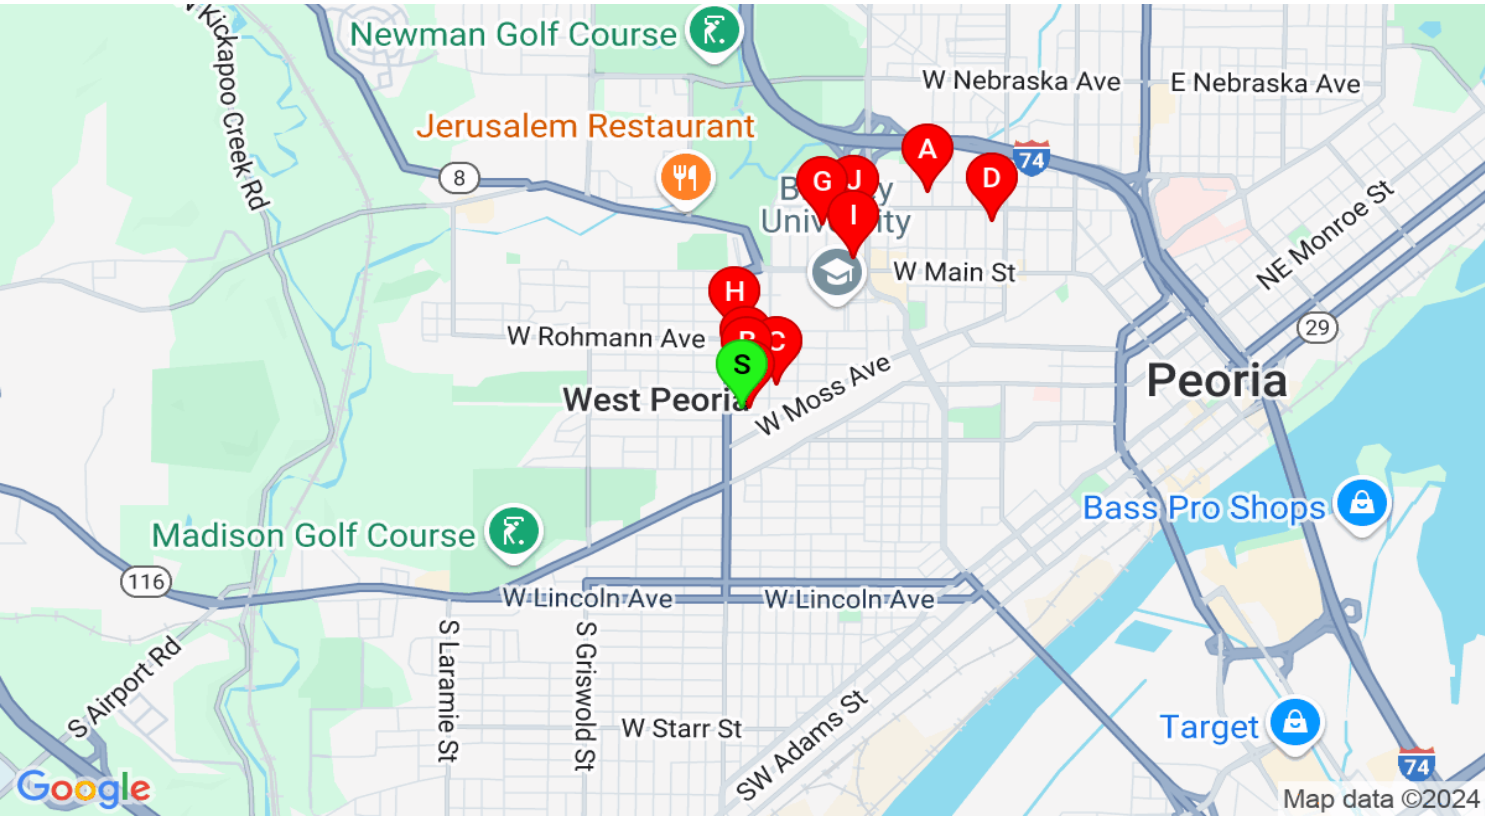 Newman Golf Course
W Kickapoo Creek Rd
W Nebraska Ave
E Nebraska Ave
Jerusalem Restaurant
A
74
8
G
J
D
University
I
NE Monroe St
W Main St
H
29
W Rohmann Ave
B
C
S
Peoria
West Peoria
W Moss Ave
Bass Pro Shops
Madison Golf Course
116
W Lincoln Ave
W Lincoln Ave
S Laramie St
S Griswold St
S Airport Rd
W Starr St
SW Adams St
Target
74
Google
Map data ©2024